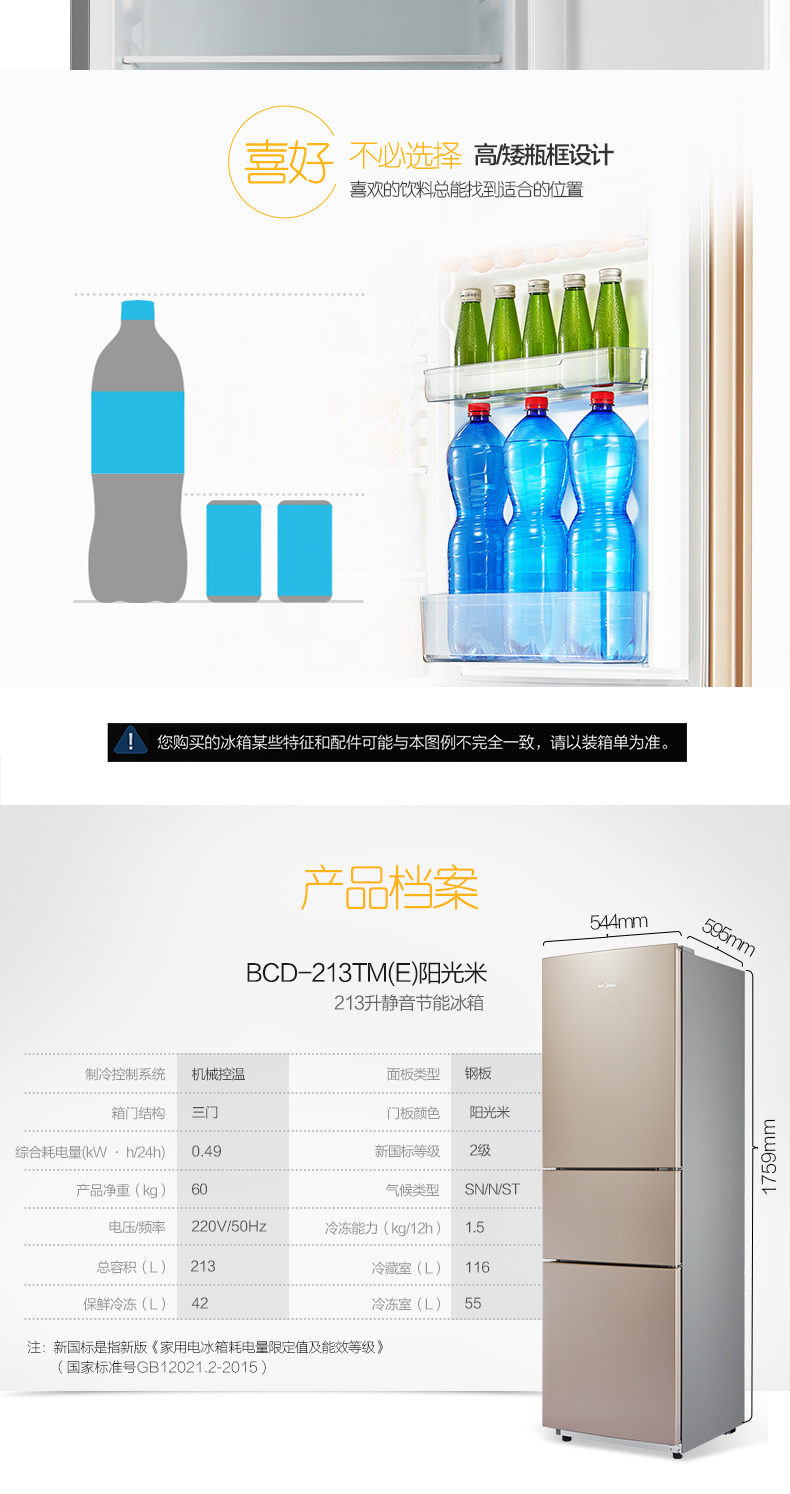 喜好
不必选择 高/矮瓶框设计
喜欢的饮料总能找到适合的位置
您购买的冰箱某些特征和配件可能与本图例不完全一致，请以装箱单为准。
产品档案
544mm
595mm
BCD-213TM(E)阳光米
213升静音节能冰箱
制冷控制系统 机械控温 面板类型 钢板
箱门结构 三门 门板颜色 阳光米
综合耗电量(kW · h/24h) 0.49 新国标等级 2级
产品净重（kg） 60 气候类型 SN/N/ST
电压/频率 220V/50Hz 冷冻能力（kg/12h） 1.5
总容积（L） 213 冷藏室（L） 116
保鲜冷冻（L） 42 冷冻室（L） 55
1759mm
注：新国标是指新版《家用电冰箱耗电量限定值及能效等级》
（国家标准号GB12021.2-2015）